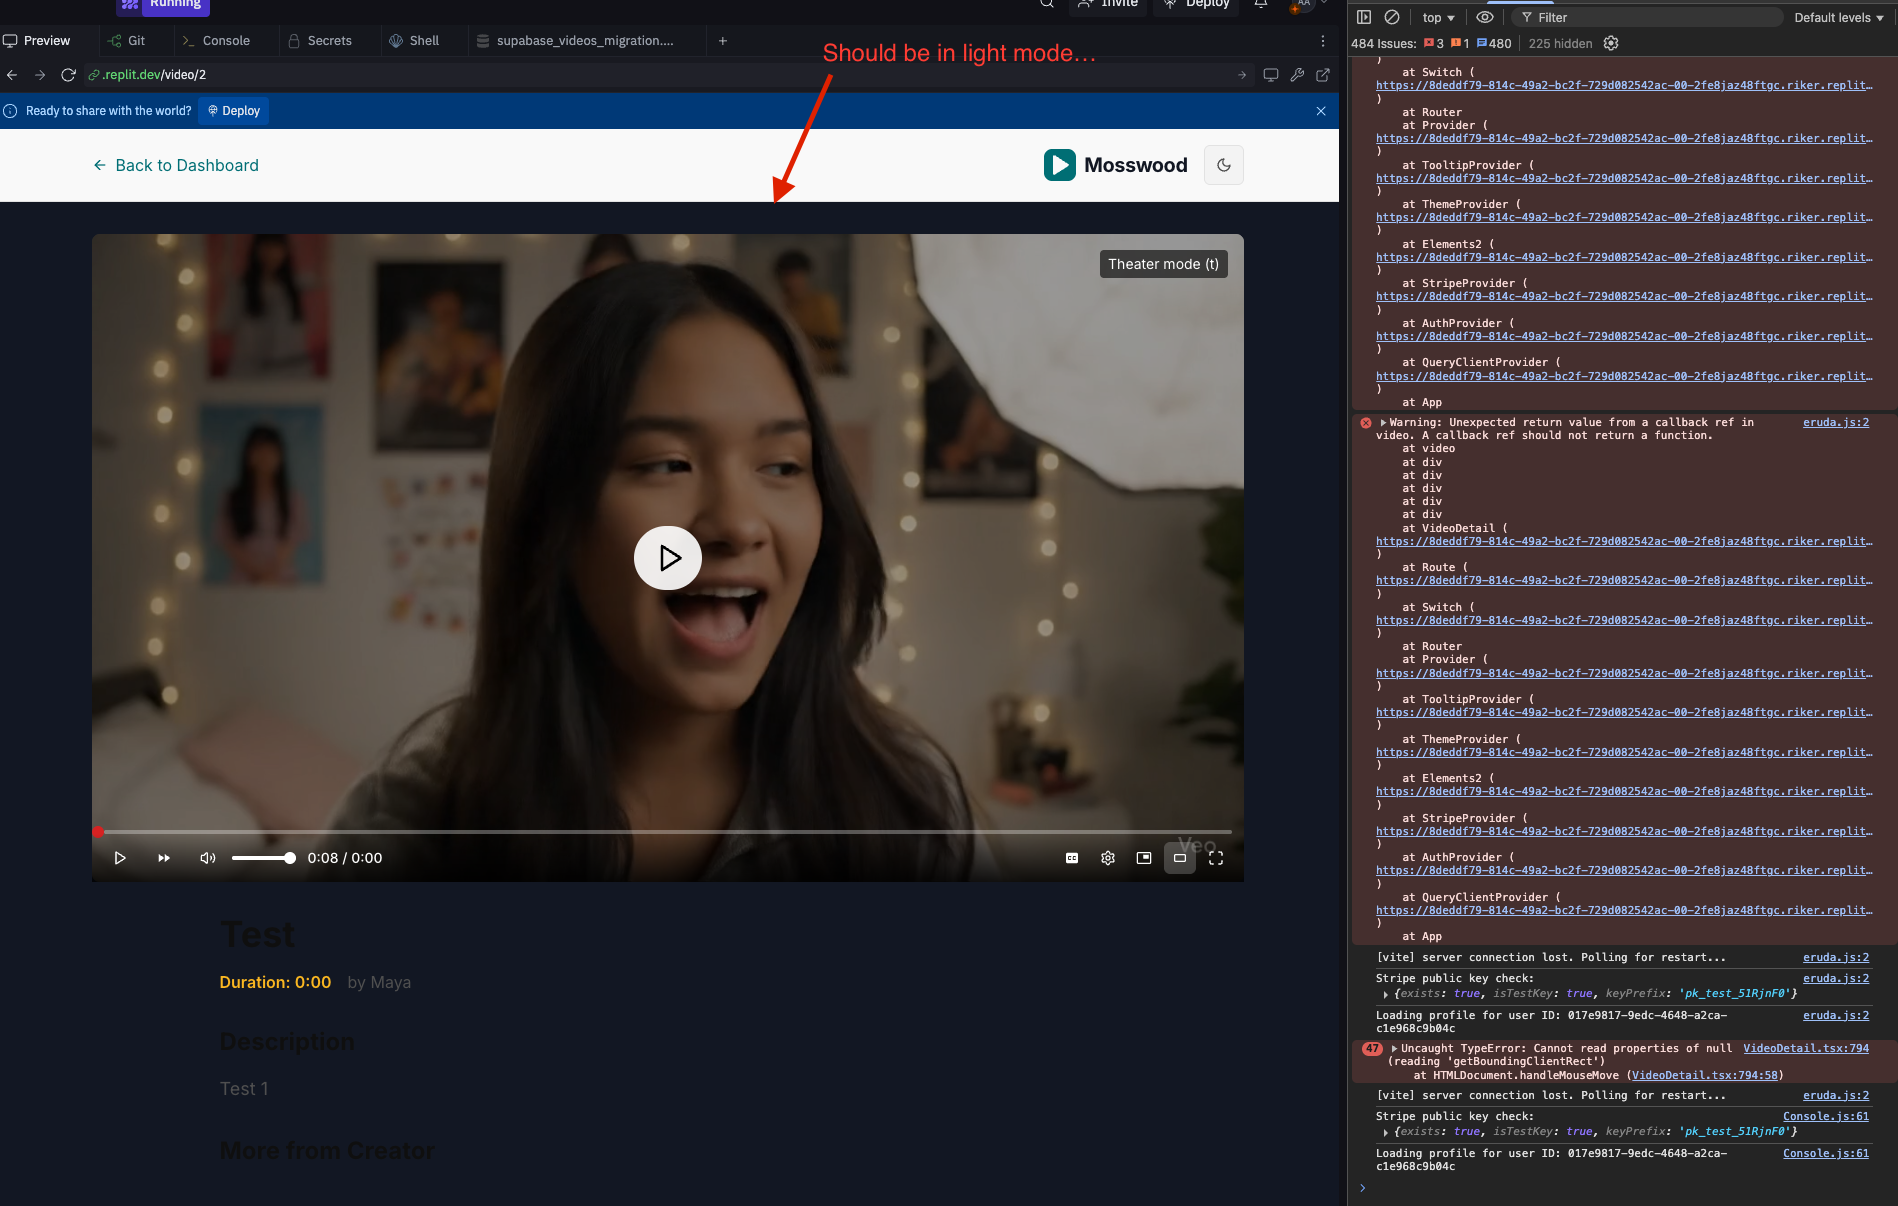 Running
Invite
Deploy
AA
Preview
Git
Console
Secrets
Shell
supabase_videos_migration....
Should be in light mode...
.replit.dev/video/2
Ready to share with the world?
Deploy
Back to Dashboard
Mosswood
Theater mode (t)
Veo
0:08 / 0:00
CC
Test
Duration: 0:00
by Maya
Description
Test 1
More from Creator
top
Filter
Default levels
484 Issues:
3
1
480
225 hidden
)
at Switch (
https://8deddf79-814c-49a2-bc2f-729d082542ac-00-2fe8jaz48ftgc.riker.replit…
)
at Router
at Provider (
https://8deddf79-814c-49a2-bc2f-729d082542ac-00-2fe8jaz48ftgc.riker.replit…
)
at TooltipProvider (
https://8deddf79-814c-49a2-bc2f-729d082542ac-00-2fe8jaz48ftgc.riker.replit…
)
at ThemeProvider (
https://8deddf79-814c-49a2-bc2f-729d082542ac-00-2fe8jaz48ftgc.riker.replit…
)
at Elements2 (
https://8deddf79-814c-49a2-bc2f-729d082542ac-00-2fe8jaz48ftgc.riker.replit…
)
at StripeProvider (
https://8deddf79-814c-49a2-bc2f-729d082542ac-00-2fe8jaz48ftgc.riker.replit…
)
at AuthProvider (
https://8deddf79-814c-49a2-bc2f-729d082542ac-00-2fe8jaz48ftgc.riker.replit…
)
at QueryClientProvider (
https://8deddf79-814c-49a2-bc2f-729d082542ac-00-2fe8jaz48ftgc.riker.replit…
)
at App
Warning: Unexpected return value from a callback ref in
eruda.js:2
video. A callback ref should not return a function.
at video
at div
at div
at div
at div
at div
at VideoDetail (
https://8deddf79-814c-49a2-bc2f-729d082542ac-00-2fe8jaz48ftgc.riker.replit…
)
at Route (
https://8deddf79-814c-49a2-bc2f-729d082542ac-00-2fe8jaz48ftgc.riker.replit…
)
at Switch (
https://8deddf79-814c-49a2-bc2f-729d082542ac-00-2fe8jaz48ftgc.riker.replit…
)
at Router
at Provider (
https://8deddf79-814c-49a2-bc2f-729d082542ac-00-2fe8jaz48ftgc.riker.replit…
)
at TooltipProvider (
https://8deddf79-814c-49a2-bc2f-729d082542ac-00-2fe8jaz48ftgc.riker.replit…
)
at ThemeProvider (
https://8deddf79-814c-49a2-bc2f-729d082542ac-00-2fe8jaz48ftgc.riker.replit…
)
at Elements2 (
https://8deddf79-814c-49a2-bc2f-729d082542ac-00-2fe8jaz48ftgc.riker.replit…
)
at StripeProvider (
https://8deddf79-814c-49a2-bc2f-729d082542ac-00-2fe8jaz48ftgc.riker.replit…
)
at AuthProvider (
https://8deddf79-814c-49a2-bc2f-729d082542ac-00-2fe8jaz48ftgc.riker.replit…
)
at QueryClientProvider (
https://8deddf79-814c-49a2-bc2f-729d082542ac-00-2fe8jaz48ftgc.riker.replit…
)
at App
[vite] server connection lost. Polling for restart...
eruda.js:2
Stripe public key check:
eruda.js:2
{exists: true, isTestKey: true, keyPrefix: 'pk_test_51RjnF0'}
Loading profile for user ID: 017e9817-9edc-4648-a2ca-
eruda.js:2
c1e968c9b04c
47
Uncaught TypeError: Cannot read properties of null
VideoDetail.tsx:794
(reading 'getBoundingClientRect')
at HTMLDocument.handleMouseMove (VideoDetail.tsx:794:58)
[vite] server connection lost. Polling for restart...
eruda.js:2
Stripe public key check:
Console.js:61
{exists: true, isTestKey: true, keyPrefix: 'pk_test_51RjnF0'}
Loading profile for user ID: 017e9817-9edc-4648-a2ca-
Console.js:61
c1e968c9b04c